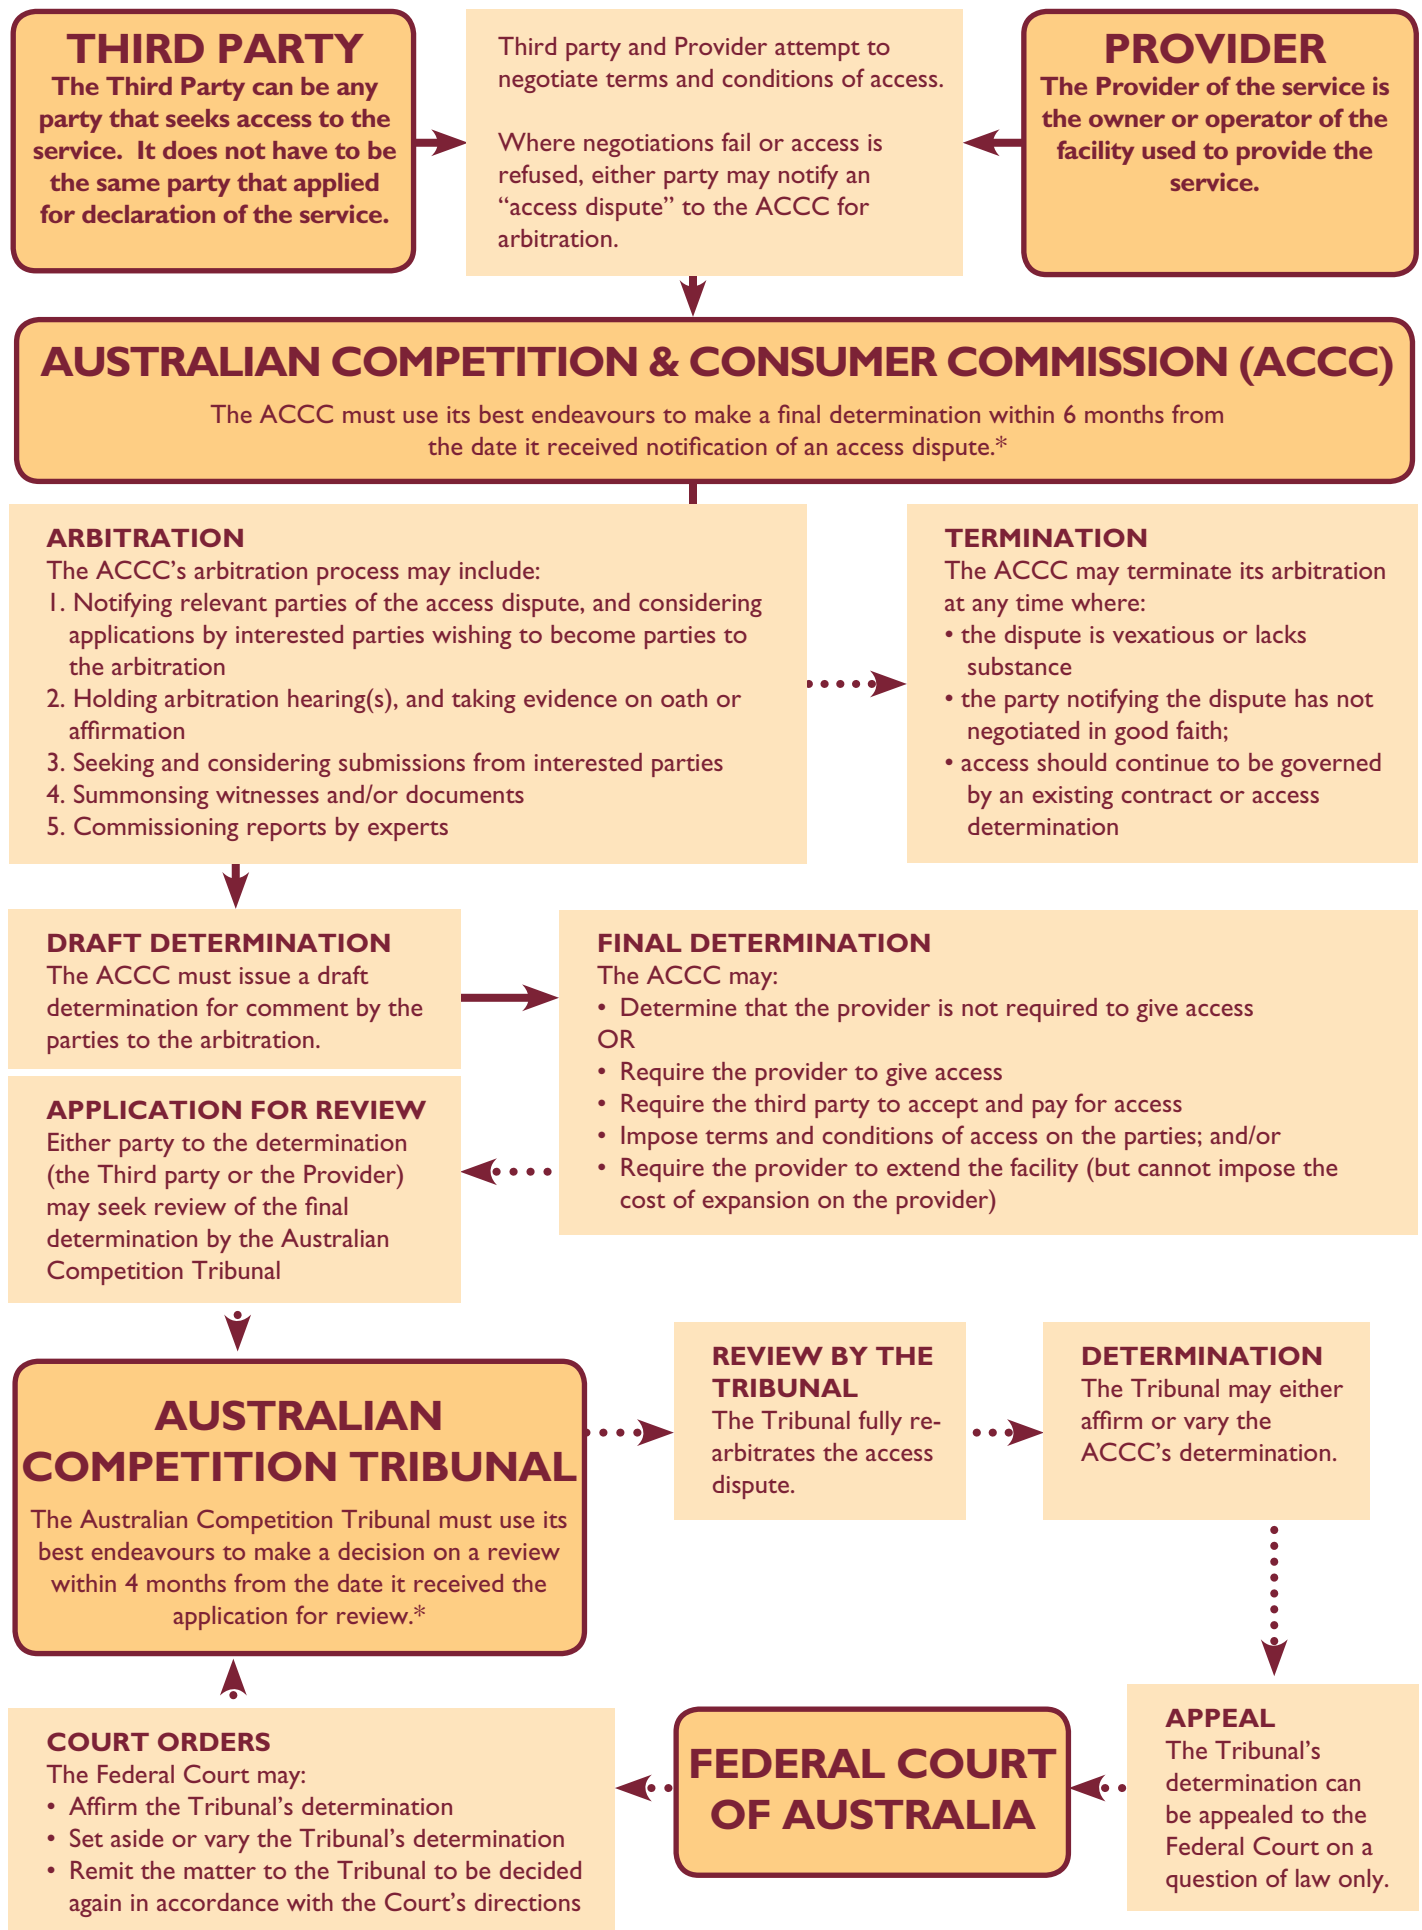 THIRD PARTY
The Third Party can be any
party that seeks access to the
service. It does not have to be
the same party that applied
for declaration of the service.
Third party and Provider attempt to
negotiate terms and conditions of access.
Where negotiations fail or access is
refused, either party may notify an
“access dispute” to the ACCC for
arbitration.
PROVIDER
The Provider of the service is
the owner or operator of the
facility used to provide the
service.
AUSTRALIAN COMPETITION & CONSUMER COMMISSION (ACCC)
The ACCC must use its best endeavours to make a final determination within 6 months from
the date it received notification of an access dispute.*
ARBITRATION
The ACCC’s arbitration process may include:
1. Notifying relevant parties of the access dispute, and considering
applications by interested parties wishing to become parties to
the arbitration
2. Holding arbitration hearing(s), and taking evidence on oath or
affirmation
3. Seeking and considering submissions from interested parties
4. Summonsing witnesses and/or documents
5. Commissioning reports by experts
TERMINATION
The ACCC may terminate its arbitration
at any time where:
• the dispute is vexatious or lacks
substance
• the party notifying the dispute has not
negotiated in good faith;
• access should continue to be governed
by an existing contract or access
determination
DRAFT DETERMINATION
The ACCC must issue a draft
determination for comment by the
parties to the arbitration.
FINAL DETERMINATION
The ACCC may:
• Determine that the provider is not required to give access
OR
• Require the provider to give access
• Require the third party to accept and pay for access
• Impose terms and conditions of access on the parties; and/or
• Require the provider to extend the facility (but cannot impose the
cost of expansion on the provider)
APPLICATION FOR REVIEW
Either party to the determination
(the Third party or the Provider)
may seek review of the final
determination by the Australian
Competition Tribunal
AUSTRALIAN
COMPETITION TRIBUNAL
The Australian Competition Tribunal must use its
best endeavours to make a decision on a review
within 4 months from the date it received the
application for review.*
REVIEW BY THE
TRIBUNAL
The Tribunal fully re-
arbitrates the access
dispute.
DETERMINATION
The Tribunal may either
affirm or vary the
ACCC’s determination.
APPEAL
The Tribunal’s
determination can
be appealed to the
Federal Court on a
question of law only.
FEDERAL COURT
OF AUSTRALIA
COURT ORDERS
The Federal Court may:
• Affirm the Tribunal’s determination
• Set aside or vary the Tribunal’s determination
• Remit the matter to the Tribunal to be decided
again in accordance with the Court’s directions